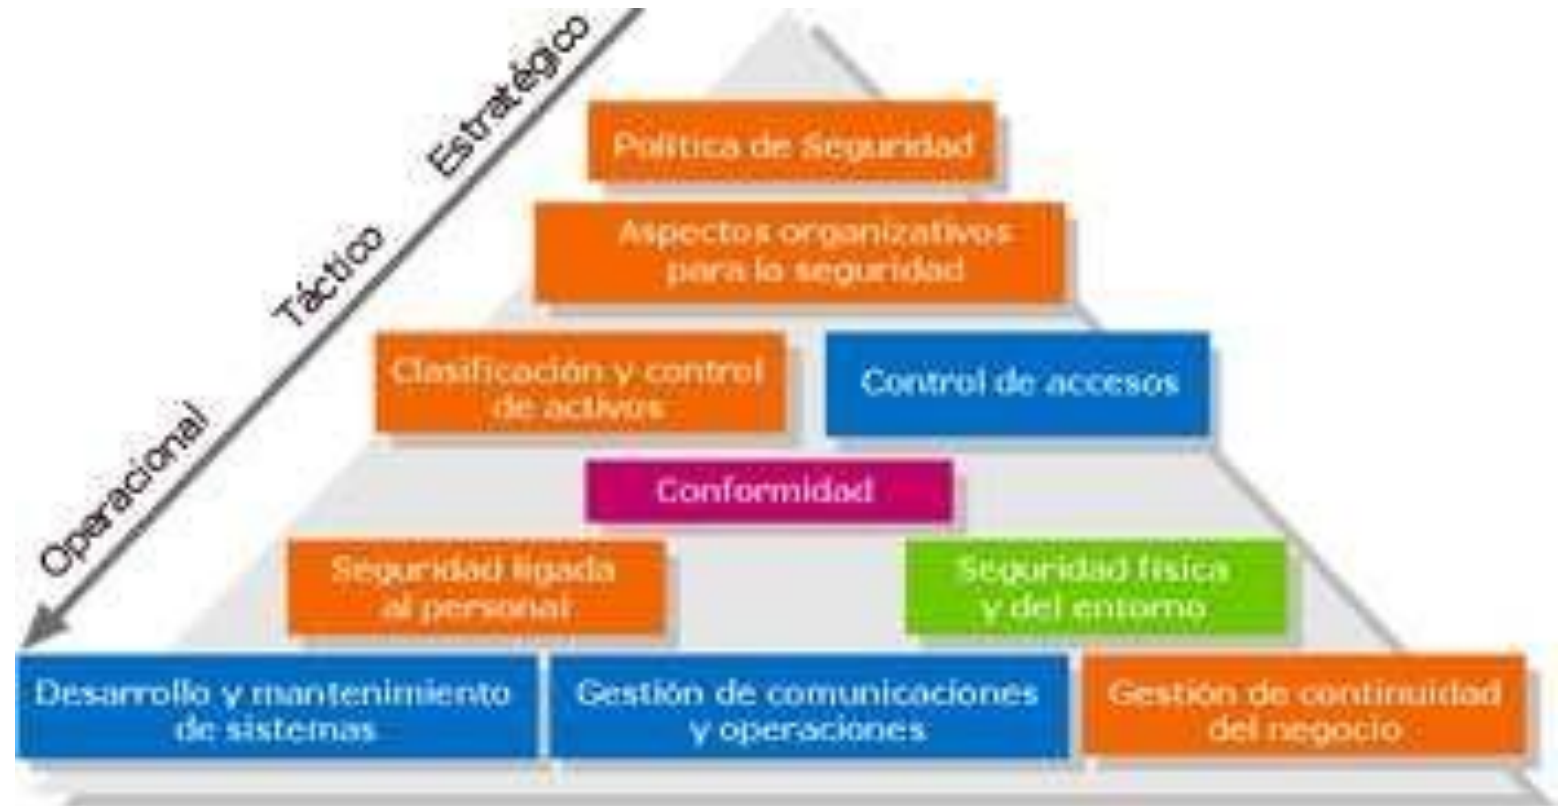 Estratégico
Táctico
Operacional
Política de Seguridad
Aspectos organizativos
para la seguridad
Clasificación y control
de activos
Control de accesos
Conformidad
Seguridad ligada
al personal
Seguridad física
y del entorno
Desarrollo y mantenimiento
de sistemas
Gestión de comunicaciones
y operaciones
Gestión de continuidad
del negocio